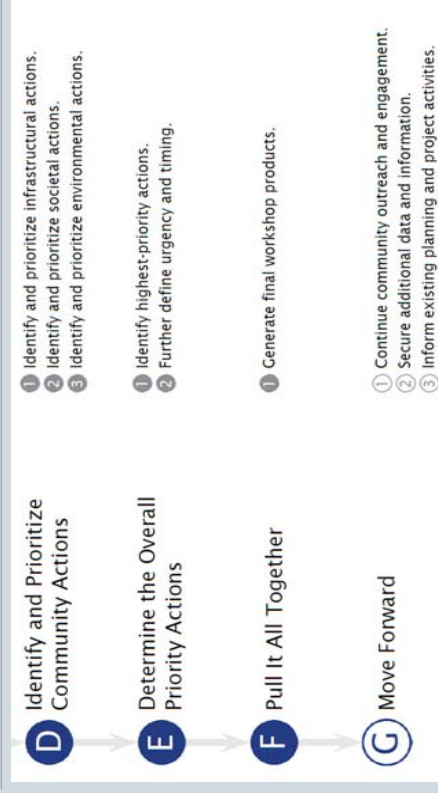 D
Identify and Prioritize
Community Actions
1 Identify and prioritize infrastructural actions.
2 Identify and prioritize societal actions.
3 Identify and prioritize environmental actions.
E
Determine the Overall
Priority Actions
1 Identify highest-priority actions.
2 Further define urgency and timing.
F
Pull It All Together
1 Generate final workshop products.
G
Move Forward
1 Continue community outreach and engagement.
2 Secure additional data and information.
3 Inform existing planning and project activities.